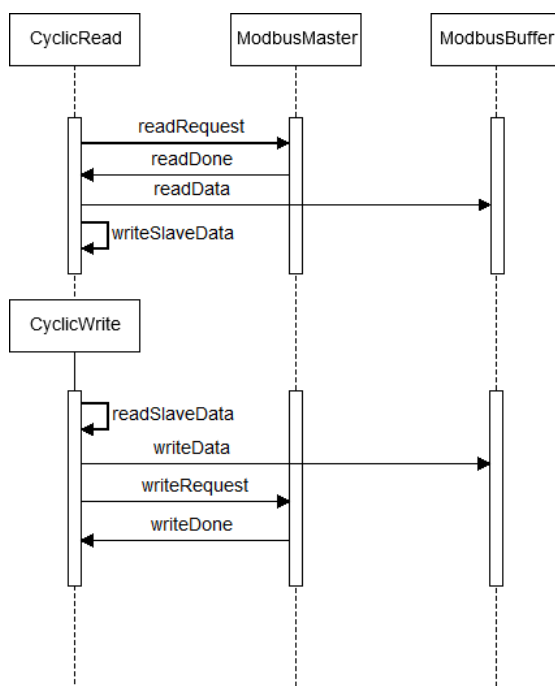 CyclicRead
ModbusMaster
ModbusBuffer
readRequest
readDone
readData
writeSlaveData
CyclicWrite
readSlaveData
writeData
writeRequest
writeDone